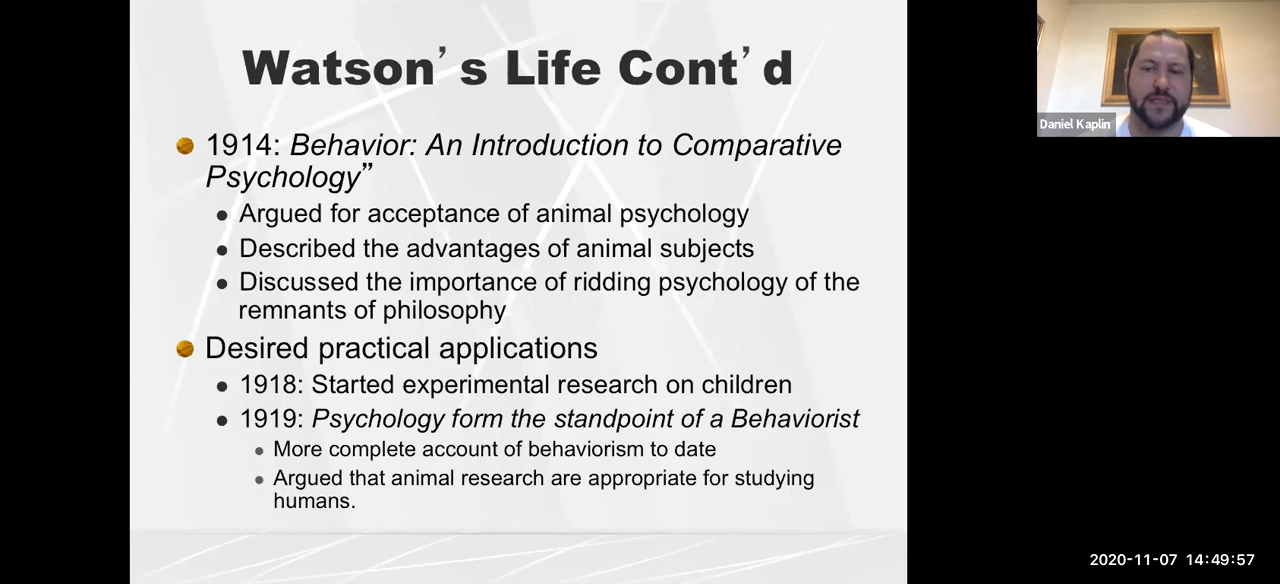 Watson’s Life Cont’d
1914: Behavior: An Introduction to Comparative
Psychology”
Argued for acceptance of animal psychology
Described the advantages of animal subjects
Discussed the importance of ridding psychology of the
remnants of philosophy
Desired practical applications
1918: Started experimental research on children
1919: Psychology form the standpoint of a Behaviorist
More complete account of behaviorism to date
Argued that animal research are appropriate for studying
humans.
Daniel Kaplin
2020-11-07 14:49:57